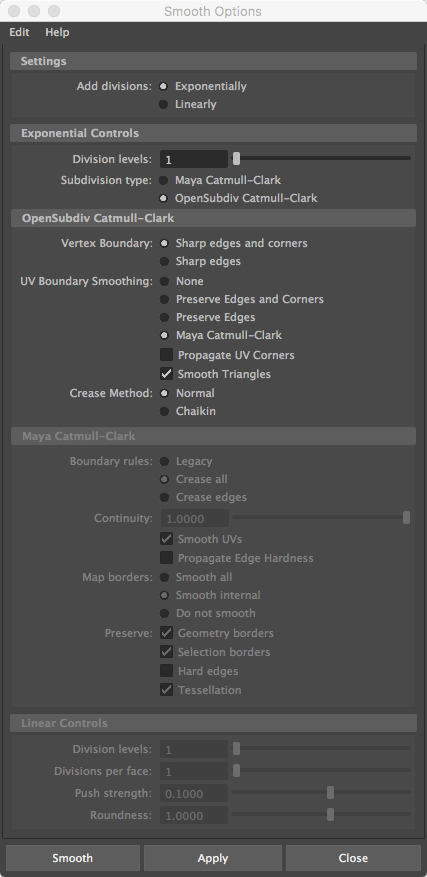 Smooth Options
Edit Help
Settings
Add divisions: Exponentially
Linearly
Exponential Controls
Division levels: 1
Subdivision type: Maya Catmull-Clark
OpenSubdiv Catmull-Clark
OpenSubdiv Catmull-Clark
Vertex Boundary: Sharp edges and corners
Sharp edges
UV Boundary Smoothing: None
Preserve Edges and Corners
Preserve Edges
Maya Catmull-Clark
Propagate UV Corners
Smooth Triangles
Crease Method: Normal
Chaikin
Maya Catmull-Clark
Boundary rules: Legacy
Crease all
Crease edges
Continuity: 1.0000
Smooth UVs
Propagate Edge Hardness
Map borders: Smooth all
Smooth internal
Do not smooth
Preserve: Geometry borders
Selection borders
Hard edges
Tessellation
Linear Controls
Division levels: 1
Divisions per face: 1
Push strength: 0.1000
Roundness: 1.0000
Smooth Apply Close